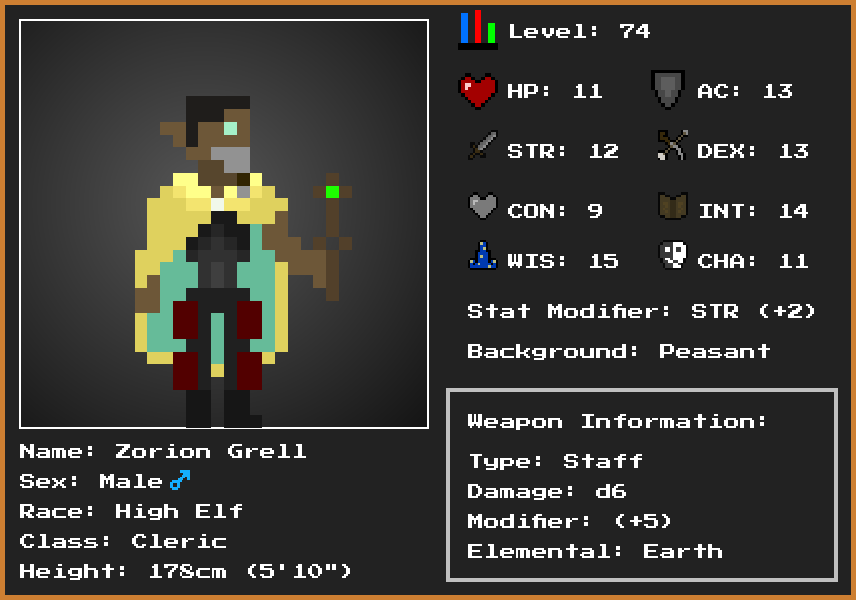 Level: 74
HP: 11 AC: 13
STR: 12 DEX: 13
CON: 9 INT: 14
WIS: 15 CHA: 11
Stat Modifier: STR (+2)
Background: Peasant
Weapon Information:
Type: Staff
Damage: d6
Modifier: (+5)
Elemental: Earth
Name: Zorion Grell
Sex: Male♂
Race: High Elf
Class: Cleric
Height: 178cm (5'10")